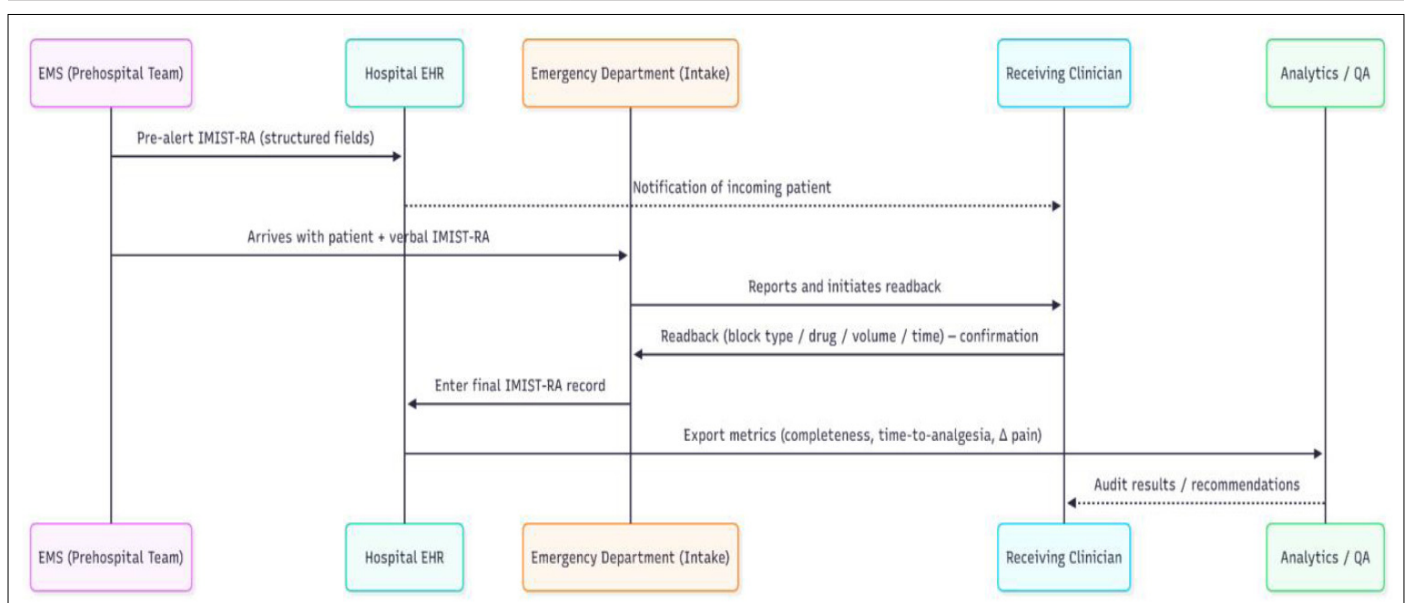 EMS (Prehospital Team)
Hospital EHR
Emergency Department (Intake)
Receiving Clinician
Analytics / QA
Pre-alert IMIST-RA (structured fields)
Notification of incoming patient
Arrives with patient + verbal IMIST-RA
Reports and initiates readback
Readback (block type / drug / volume / time) – confirmation
Enter final IMIST-RA record
Export metrics (completeness, time-to-analgesia, Δ pain)
Audit results / recommendations
EMS (Prehospital Team)
Hospital EHR
Emergency Department (Intake)
Receiving Clinician
Analytics / QA